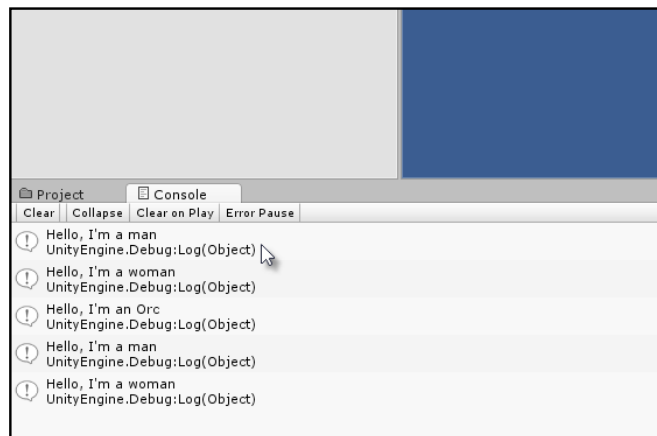 Project Console
Clear Collapse Clear on Play Error Pause
Hello, I'm a man
UnityEngine.Debug:Log(Object)
Hello, I'm a woman
UnityEngine.Debug:Log(Object)
Hello, I'm an Orc
UnityEngine.Debug:Log(Object)
Hello, I'm a man
UnityEngine.Debug:Log(Object)
Hello, I'm a woman
UnityEngine.Debug:Log(Object)